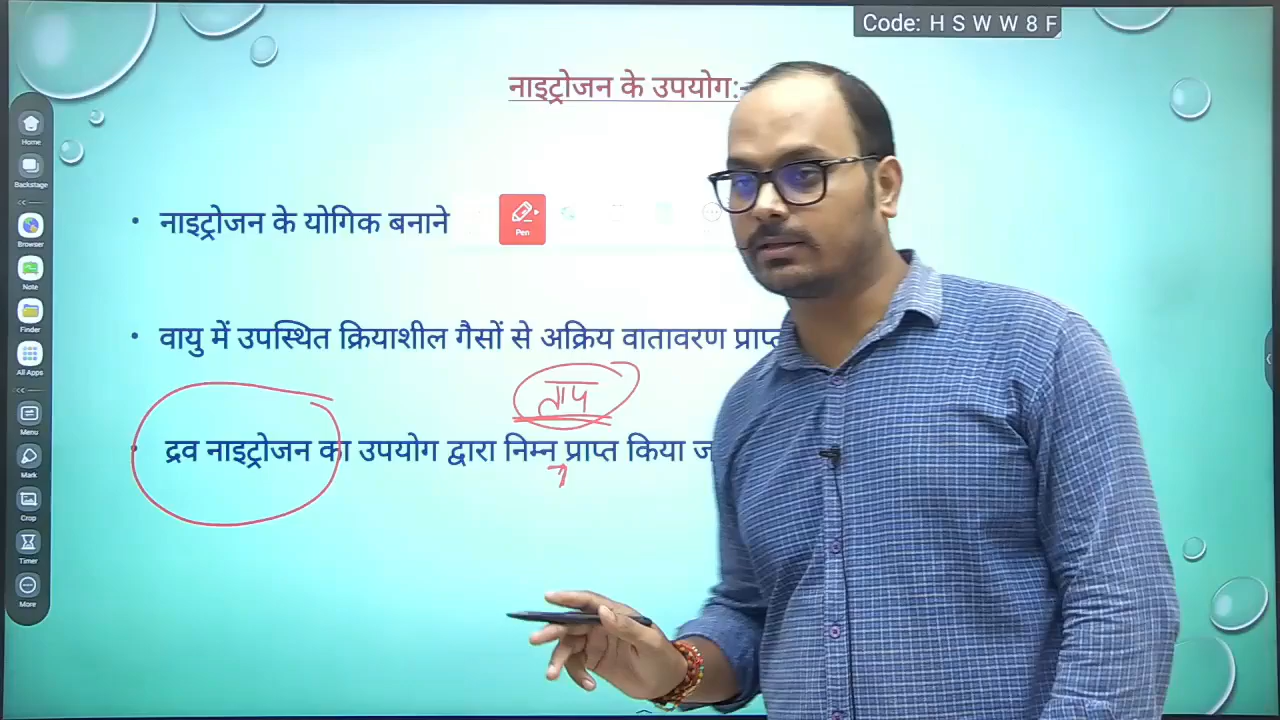 Code: H S W W 8 F
नाइट्रोजन के उपयोग:-
Home
Backstage
• नाइट्रोजन के योगिक बनाने
Pen
Browser
Note
Finder
• वायु में उपस्थित क्रियाशील गैसों से अक्रिय वातावरण प्राप्त
All Apps
ताप
Menu
• द्रव नाइट्रोजन का उपयोग द्वारा निम्न प्राप्त किया
Mark
Crop
Timer
More